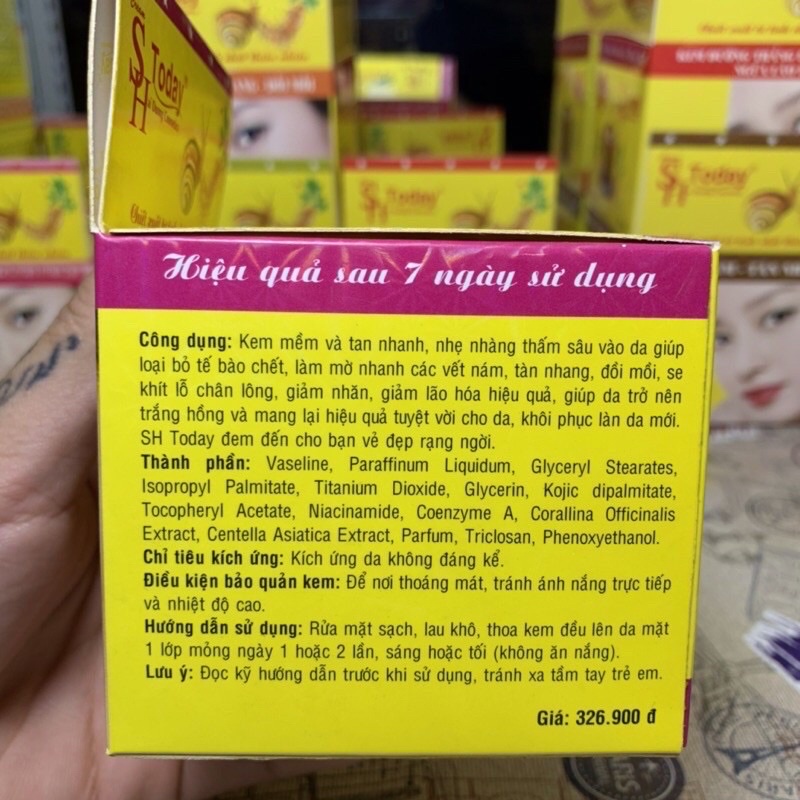 SH Today
SH Today
Today
Hiệu quả sau 7 ngày sử dụng
Công dụng: Kem mềm và tan nhanh, nhẹ nhàng thấm sâu vào da giúp
loại bỏ tế bào chết, làm mờ nhanh các vết nám, tàn nhang, đồi mồi, se
khít lỗ chân lông, giảm nhăn, giảm lão hóa hiệu quả, giúp da trở nên
trắng hồng và mang lại hiệu quả tuyệt vời cho da, khôi phục làn da mới.
SH Today đem đến cho bạn vẻ đẹp rạng ngời.
Thành phần: Vaseline, Paraffinum Liquidum, Glyceryl Stearates,
Isopropyl Palmitate, Titanium Dioxide, Glycerin, Kojic dipalmitate,
Tocopheryl Acetate, Niacinamide, Coenzyme A, Corallina Officinalis
Extract, Centella Asiatica Extract, Parfum, Triclosan, Phenoxyethanol.
Chỉ tiêu kích ứng: Kích ứng da không đáng kể.
Điều kiện bảo quản kem: Để nơi thoáng mát, tránh ánh nắng trực tiếp
và nhiệt độ cao.
Hướng dẫn sử dụng: Rửa mặt sạch, lau khô, thoa kem đều lên da mặt
1 lớp mỏng ngày 1 hoặc 2 lần, sáng hoặc tối (không ăn nắng).
Lưu ý: Đọc kỹ hướng dẫn trước khi sử dụng, tránh xa tầm tay trẻ em.
Giá: 326.900 đ